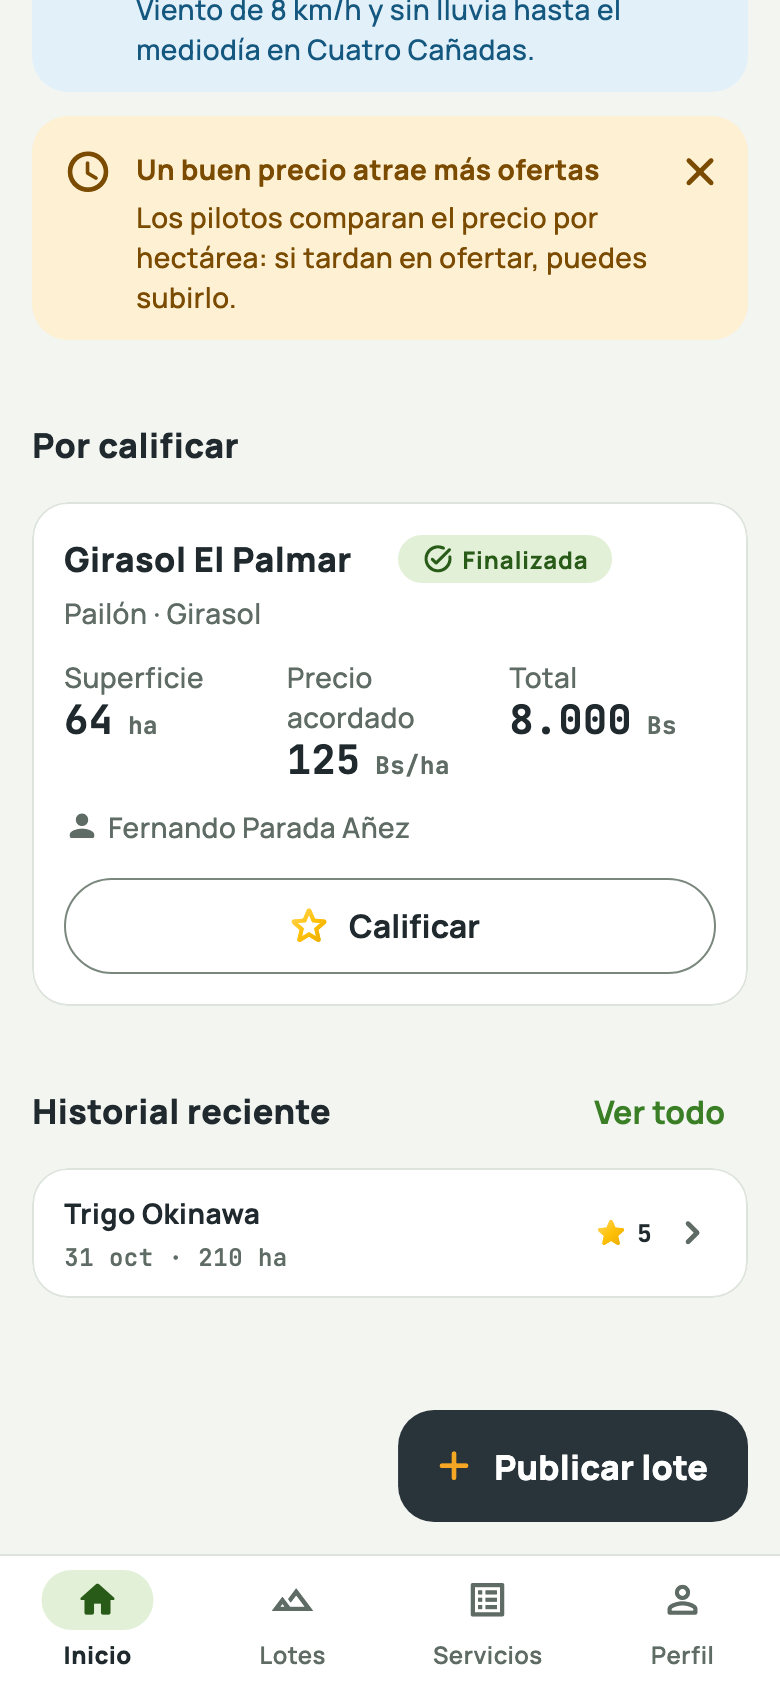 Viento de 8 km/h y sin lluvia hasta el
mediodía en Cuatro Cañadas.
Un buen precio atrae más ofertas
Los pilotos comparan el precio por
hectárea: si tardan en ofertar, puedes
subirlo.
Por calificar
Girasol El Palmar
Finalizada
Pailón · Girasol
Superficie
64 ha
Precio
acordado
125 Bs/ha
Total
8.000 Bs
Fernando Parada Añez
Calificar
Historial reciente
Ver todo
Trigo Okinawa
31 oct · 210 ha
5
Publicar lote
Inicio
Lotes
Servicios
Perfil